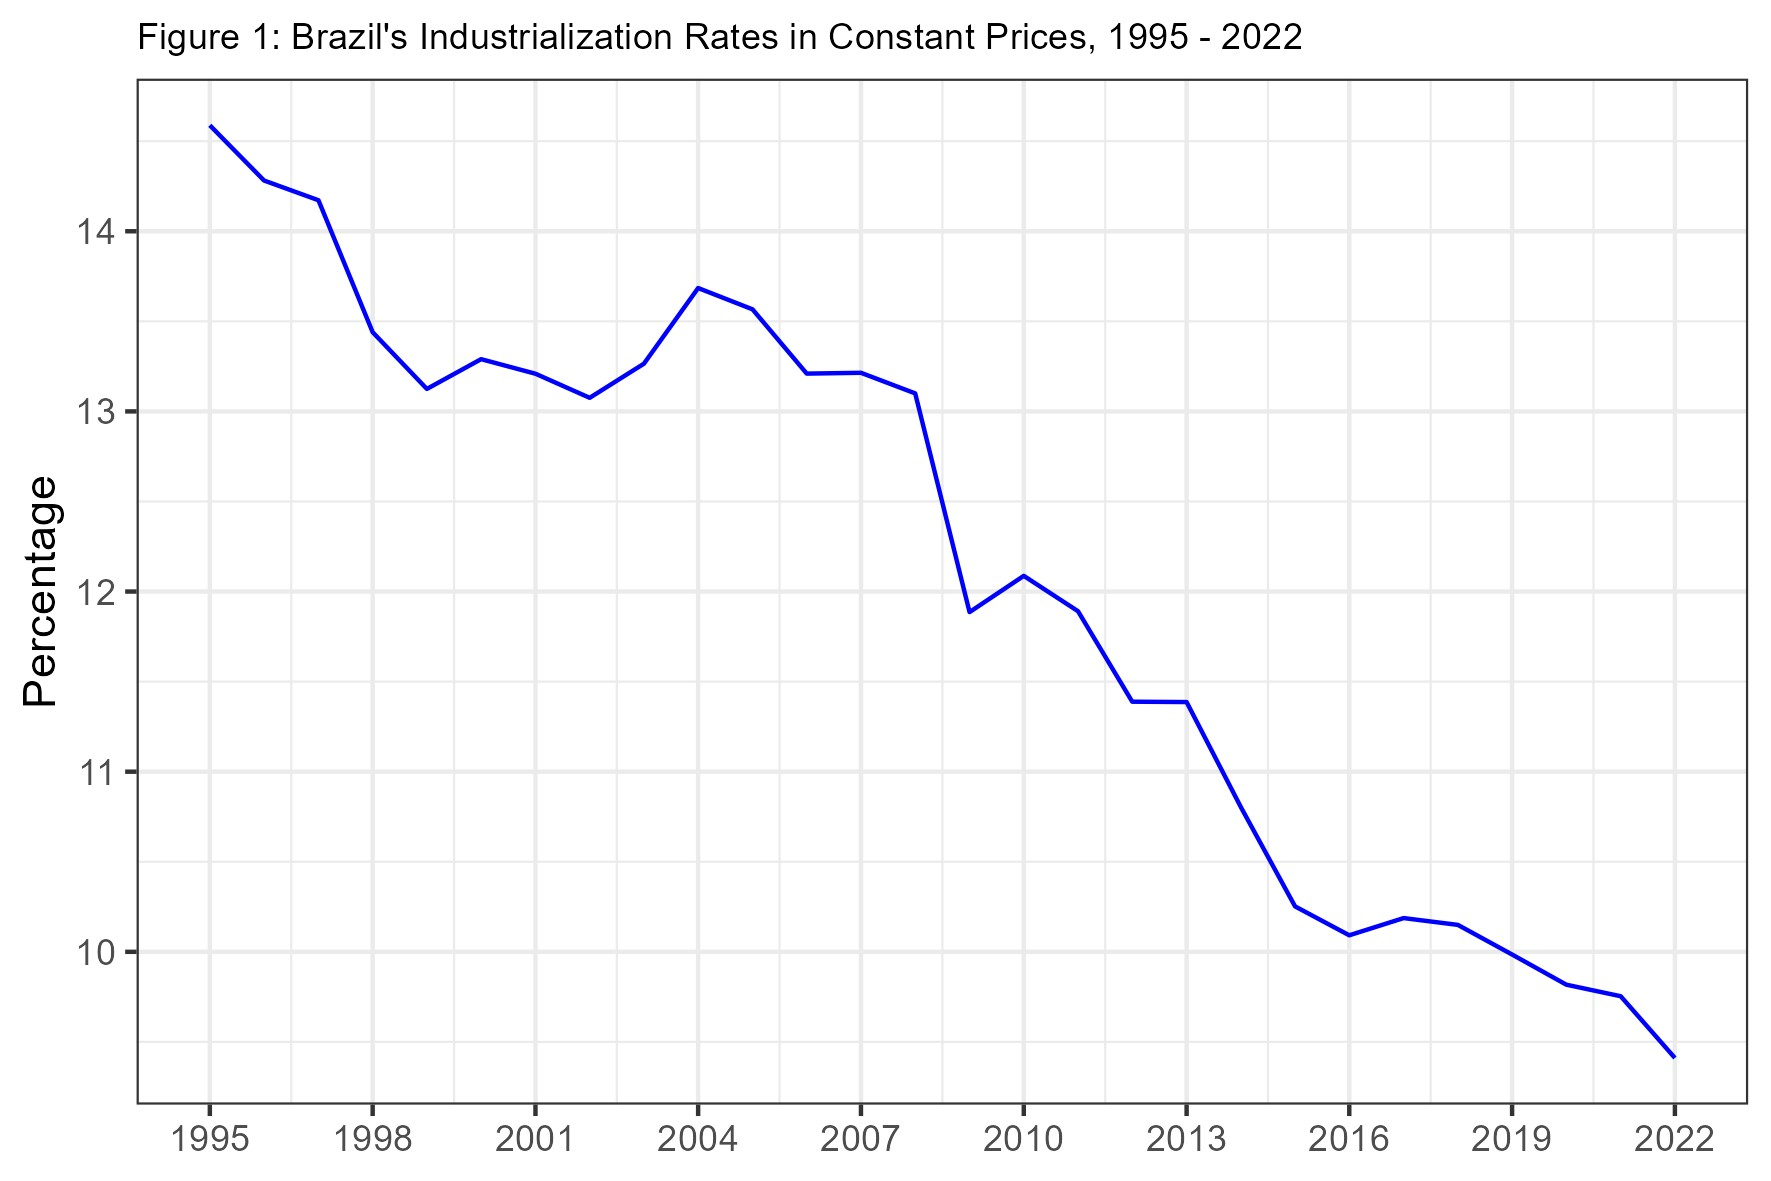 Figure 1: Brazil's Industrialization Rates in Constant Prices, 1995 - 2022
Percentage
14
13
12
11
10
1995 1998 2001 2004 2007 2010 2013 2016 2019 2022